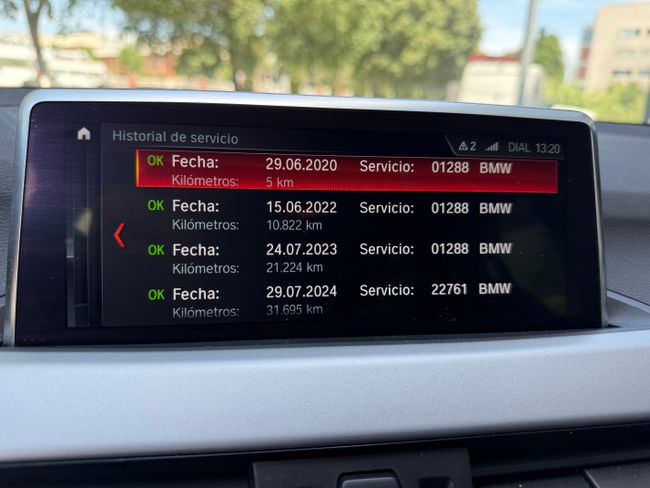 Historial de servicio
2 DIAL 13:20
OK Fecha: 29.06.2020 Servicio: 01288 BMW
Kilómetros: 5 km
OK Fecha: 15.06.2022 Servicio: 01288 BMW
Kilómetros: 10.822 km
OK Fecha: 24.07.2023 Servicio: 01288 BMW
Kilómetros: 21.224 km
OK Fecha: 29.07.2024 Servicio: 22761 BMW
Kilómetros: 31.695 km